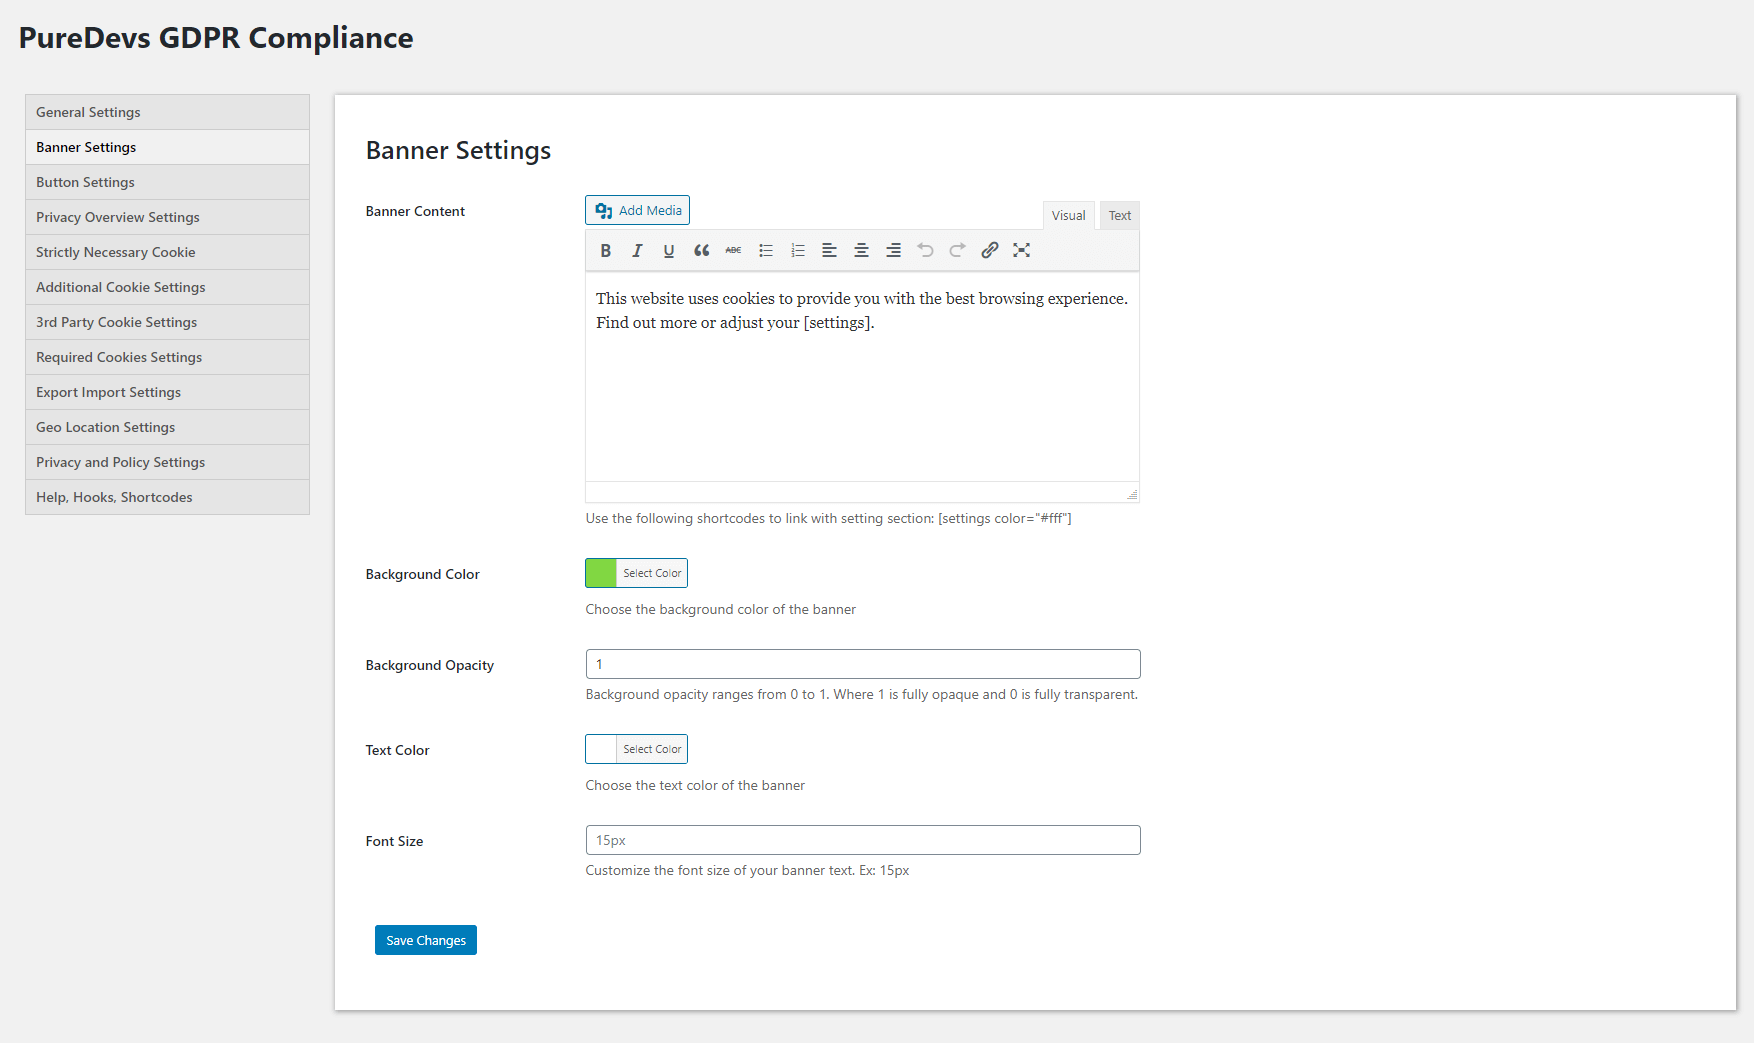 PureDevs GDPR Compliance
General Settings
Banner Settings
Button Settings
Privacy Overview Settings
Strictly Necessary Cookie
Additional Cookie Settings
3rd Party Cookie Settings
Required Cookies Settings
Export Import Settings
Geo Location Settings
Privacy and Policy Settings
Help, Hooks, Shortcodes
Banner Settings
Banner Content
Add Media
Visual
Text
B I U ABC
This website uses cookies to provide you with the best browsing experience.
Find out more or adjust your [settings].
Use the following shortcodes to link with setting section: [settings color="#fff"]
Background Color
Select Color
Choose the background color of the banner
Background Opacity
1
Background opacity ranges from 0 to 1. Where 1 is fully opaque and 0 is fully transparent.
Text Color
Select Color
Choose the text color of the banner
Font Size
15px
Customize the font size of your banner text. Ex: 15px
Save Changes